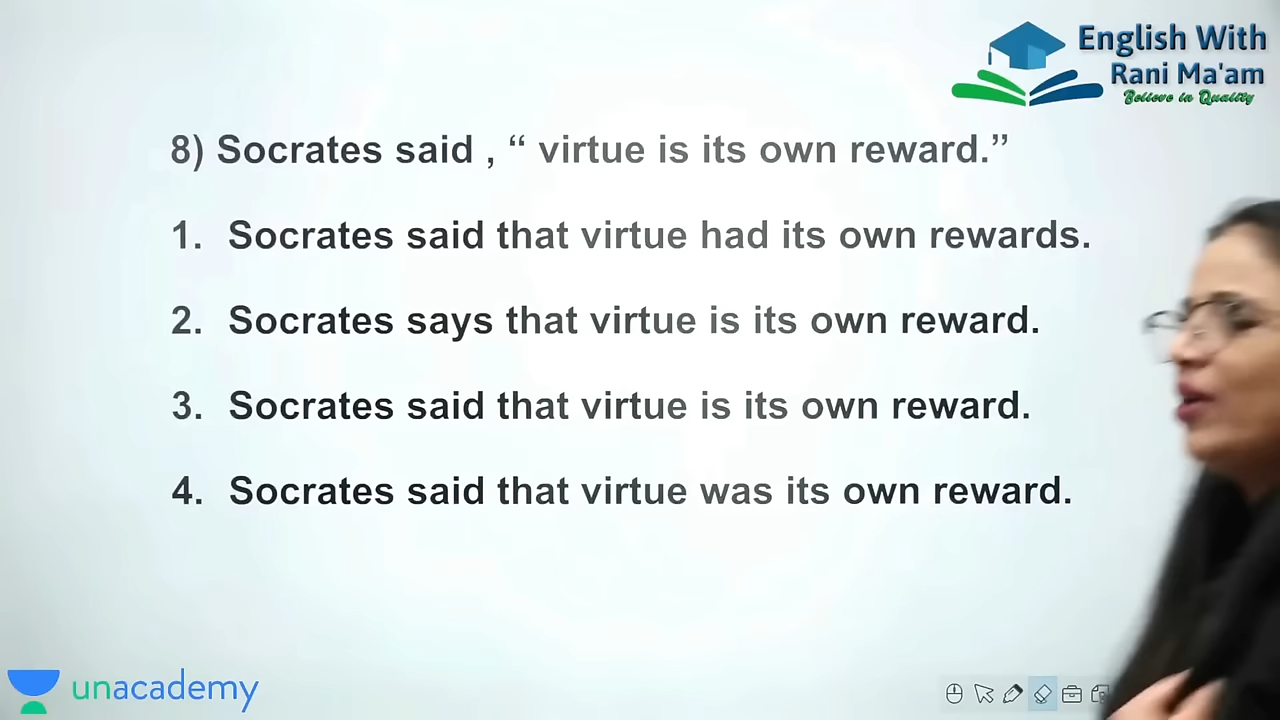 English With
Rani Ma'am
Believe in Quality
8) Socrates said , “ virtue is its own reward.”
1. Socrates said that virtue had its own rewards.
2. Socrates says that virtue is its own reward.
3. Socrates said that virtue is its own reward.
4. Socrates said that virtue was its own reward.
unacademy